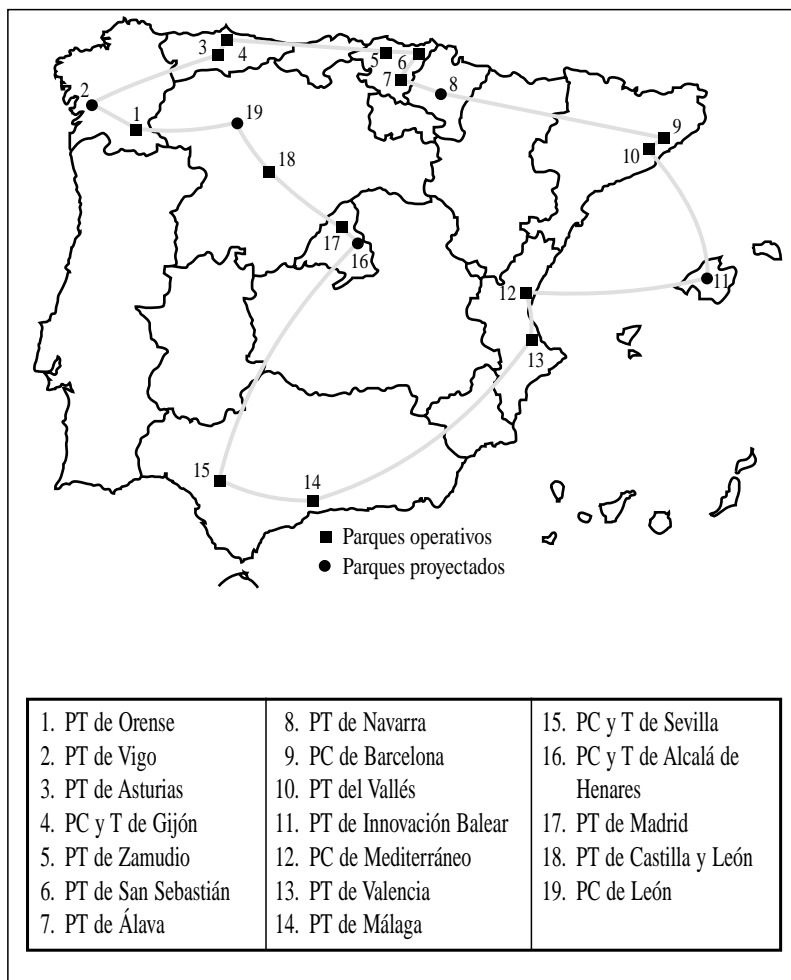 3
4
5
6
7
8
2
1
19
9
10
18
17
16
11
12
13
15
14
Parques operativos
Parques proyectados
1. PT de Orense
2. PT de Vigo
3. PT de Asturias
4. PC y T de Gijón
5. PT de Zamudio
6. PT de San Sebastián
7. PT de Álava
8. PT de Navarra
9. PC de Barcelona
10. PT del Vallés
11. PT de Innovación Balear
12. PC de Mediterráneo
13. PT de Valencia
14. PT de Málaga
15. PC y T de Sevilla
16. PC y T de Alcalá de
Henares
17. PT de Madrid
18. PT de Castilla y León
19. PC de León